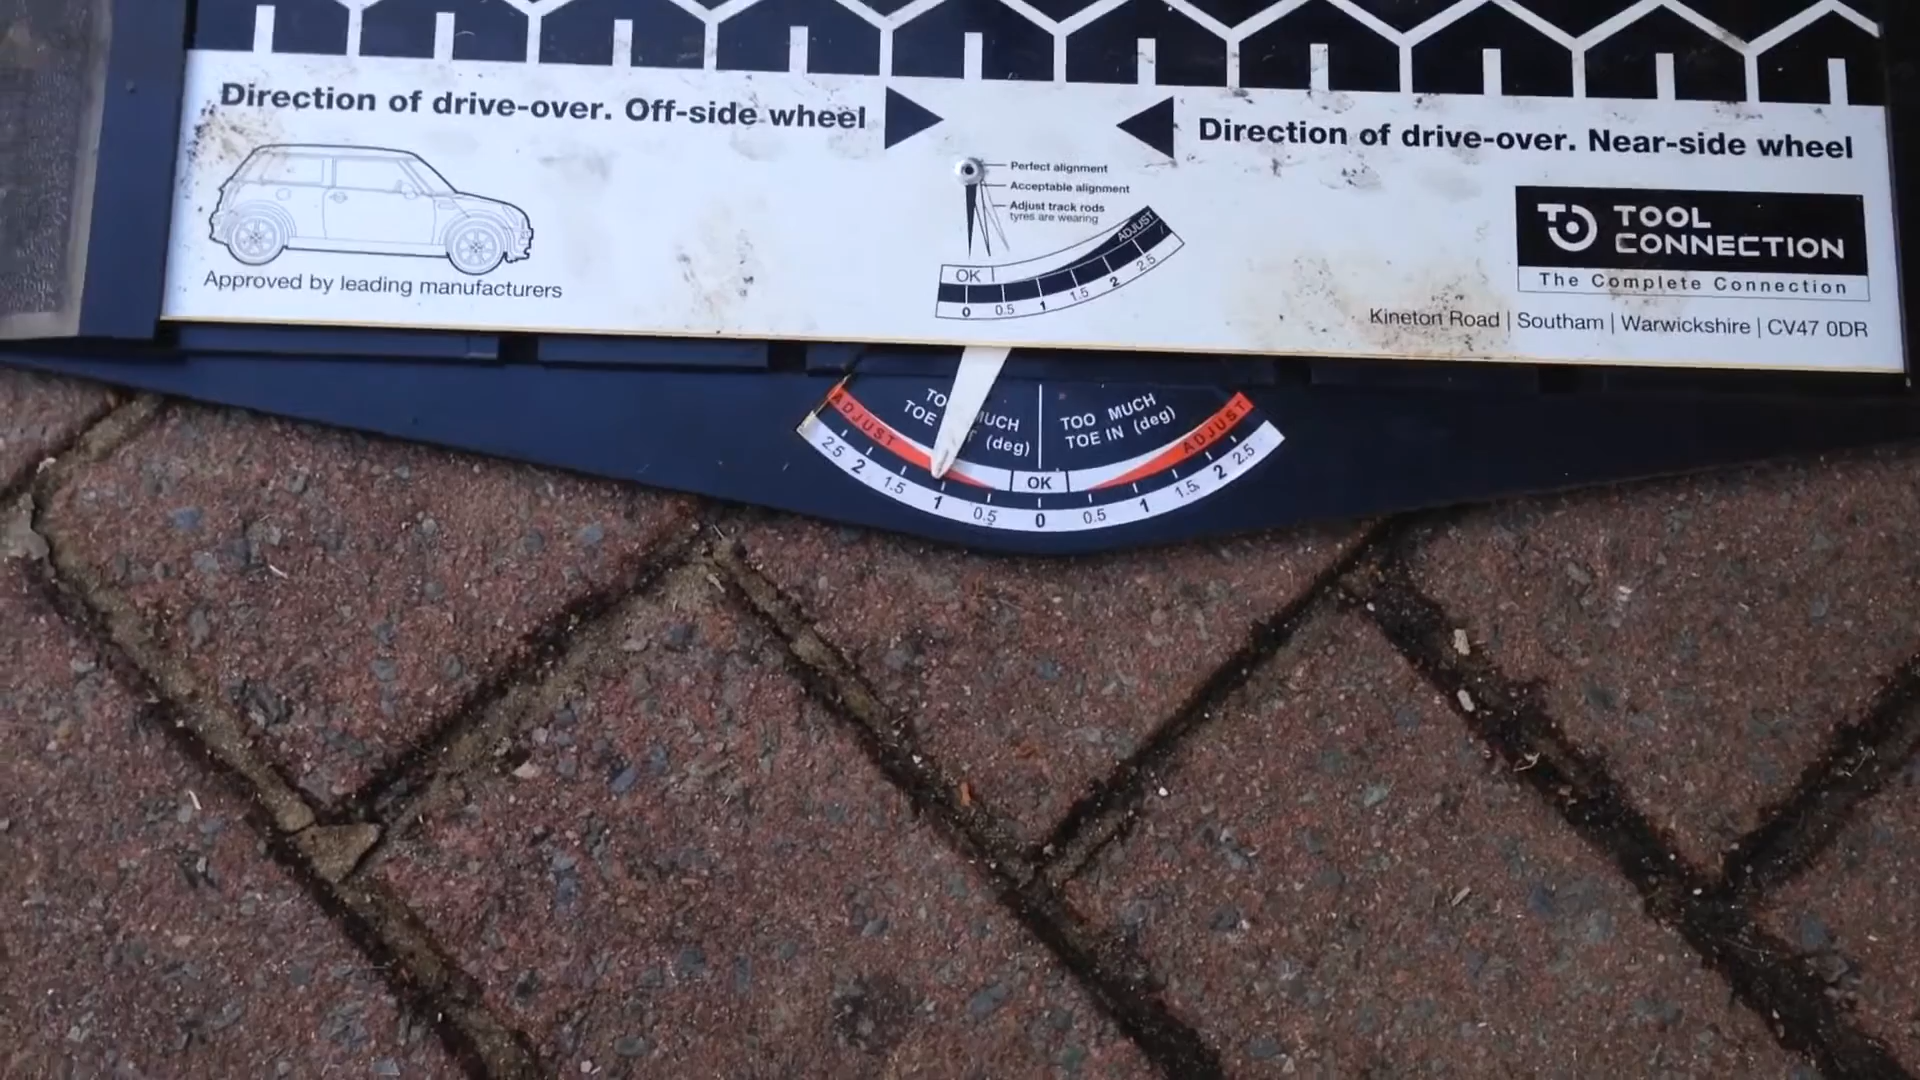 Direction of drive-over. Off-side wheel
Direction of drive-over. Near-side wheel
Perfect alignment
Acceptable alignment
Adjust track rods
tyres are wearing
ADJUST
OK
0 0.5 1 1.5 2 2.5
Approved by leading manufacturers
TOOL
CONNECTION
The Complete Connection
Kineton Road | Southam | Warwickshire | CV47 0DR
TOO MUCH
TOE IN (deg)
TOE (deg)
ADJUST
ADJUST
OK
2.5 2 1.5 1 0.5 0 0.5 1 1.5 2 2.5